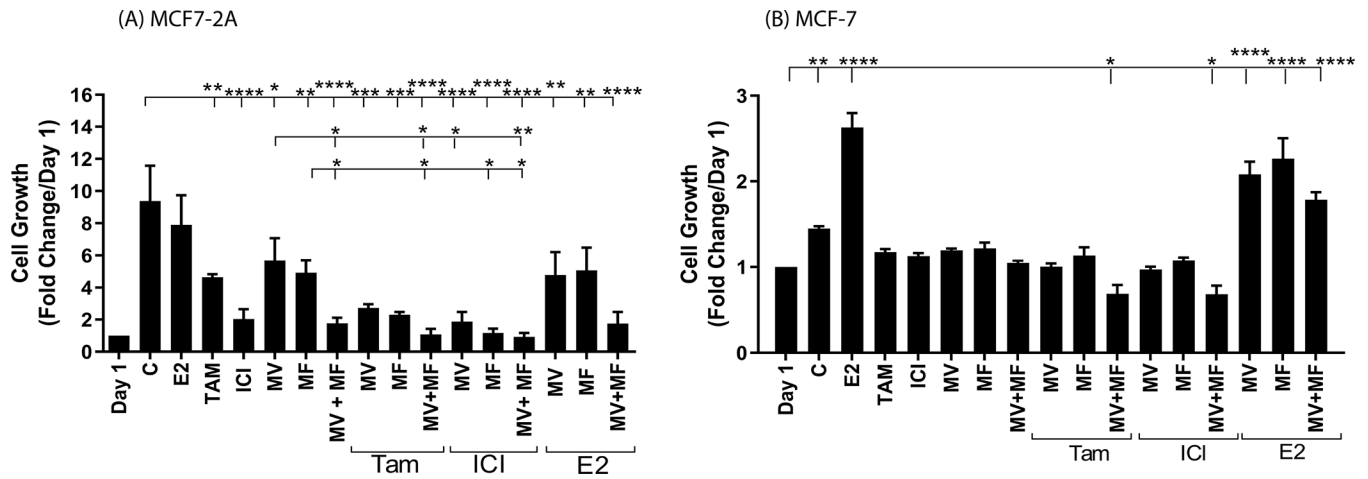 (A) MCF7-2A
** **** * ** **** *** *** **** **** **** **** ** ** ****
* * * **
* * * *
16
14
12
10
8
6
4
2
0
Cell Growth
(Fold Change/Day 1)
Day 1 C E2 TAM ICI MV MF MV + MF MV MF MV+MF MV MF MV+ MF MV MF MV+MF
Tam ICI E2
(B) MCF-7
** **** * * **** **** ****
3
2
1
0
Cell Growth
(Fold Change/Day 1)
Day 1 C E2 TAM ICI MV MF MV+MF MV MF MV+MF MV MF MV+MF MV MF MV+MF
Tam ICI E2